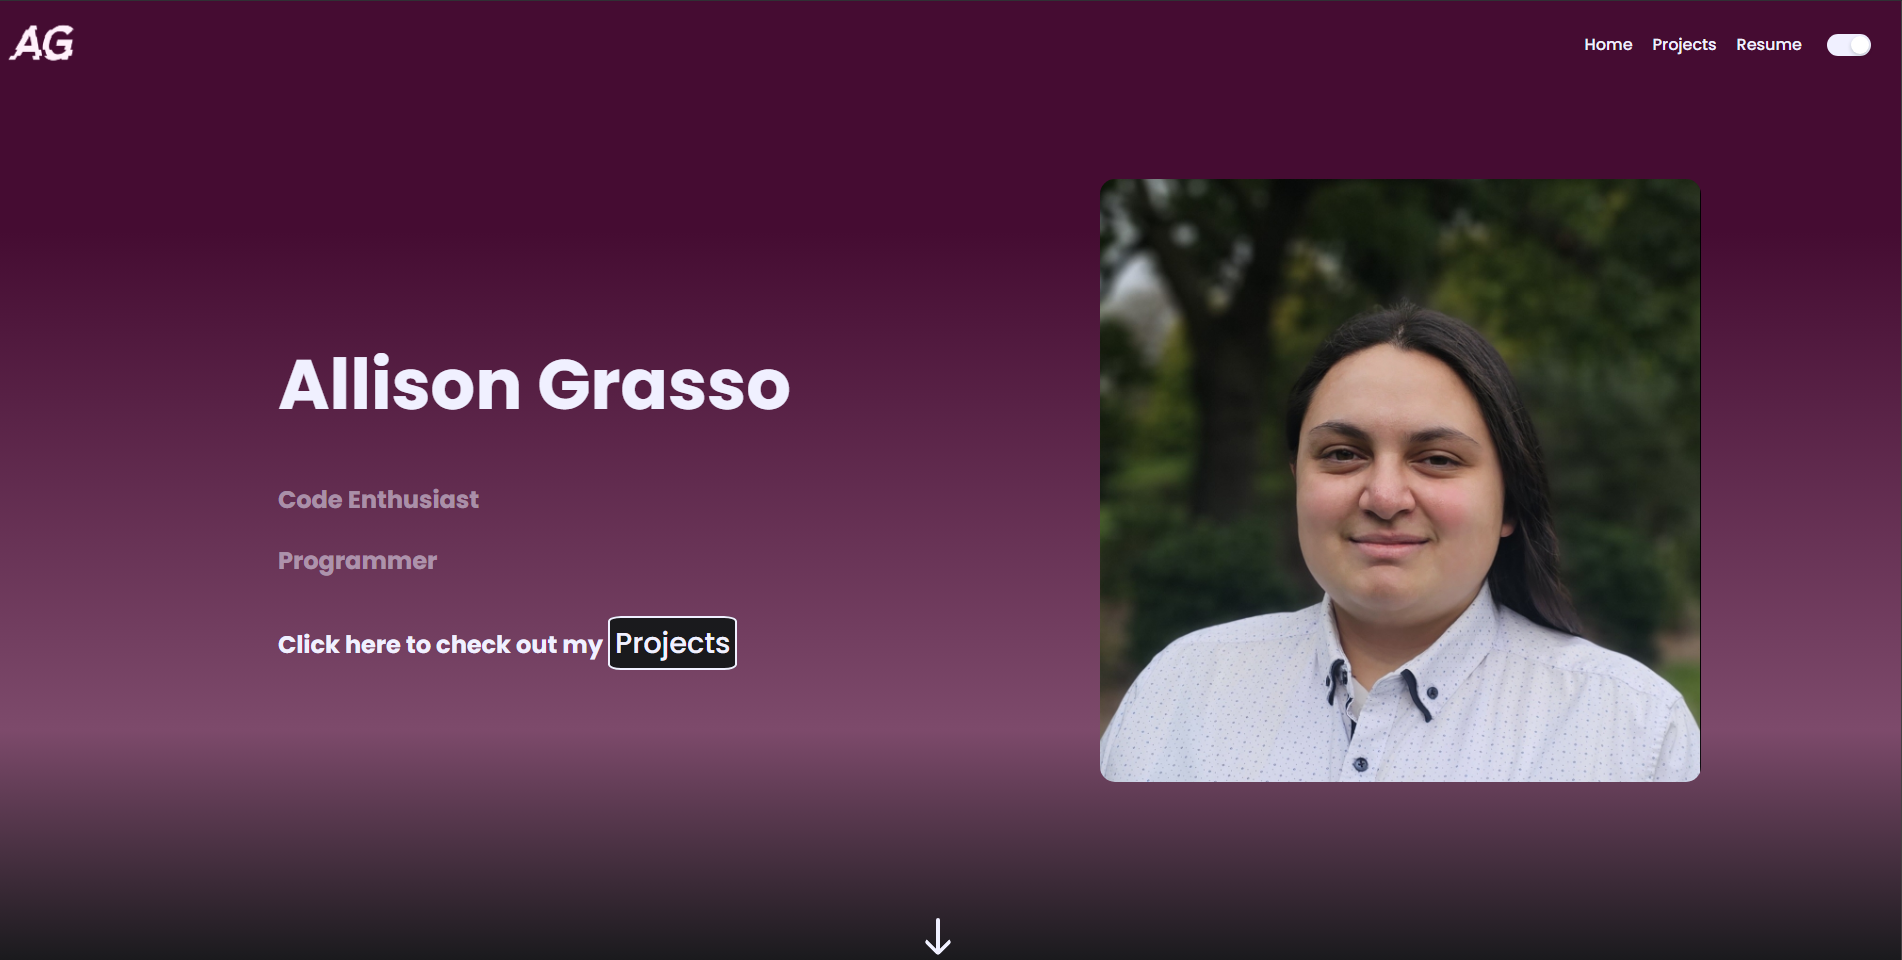 AG
Home Projects Resume
Allison Grasso
Code Enthusiast
Programmer
Click here to check out my Projects